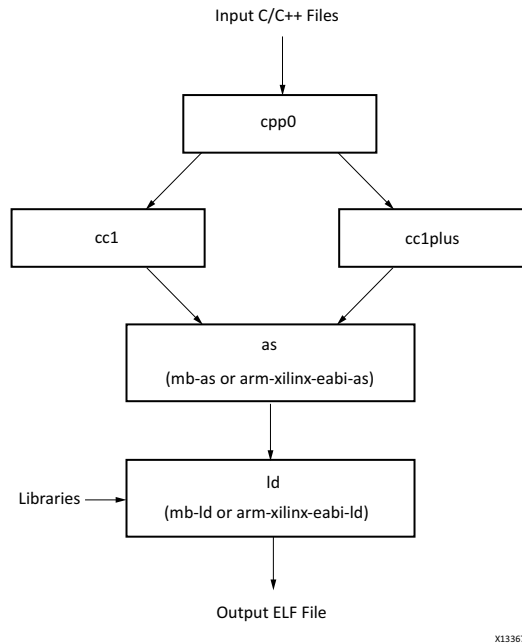 Input C/C++ Files
cpp0
cc1
cc1plus
as
(mb-as or arm-xilinx-eabi-as)
ld
(mb-ld or arm-xilinx-eabi-ld)
Libraries
Output ELF File